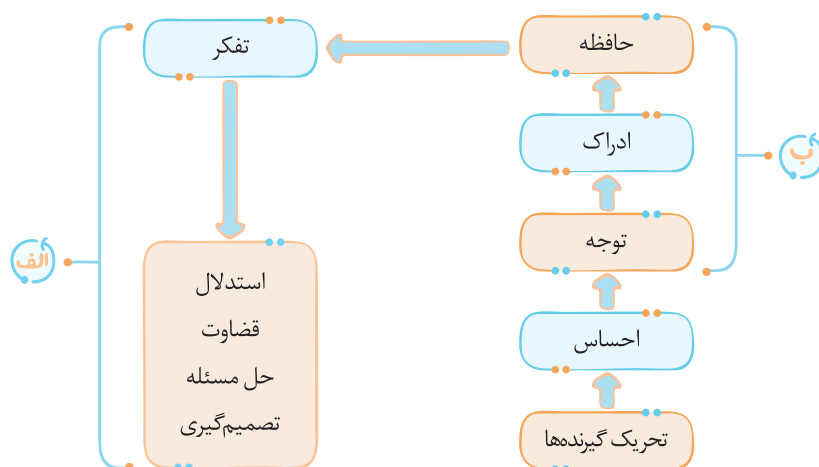 حافظه
ادراک
توجه
احساس
تحریک گیرنده‌ها
ب
تفکر
استدلال
قضاوت
حل مسئله
تصمیم‌گیری
الف